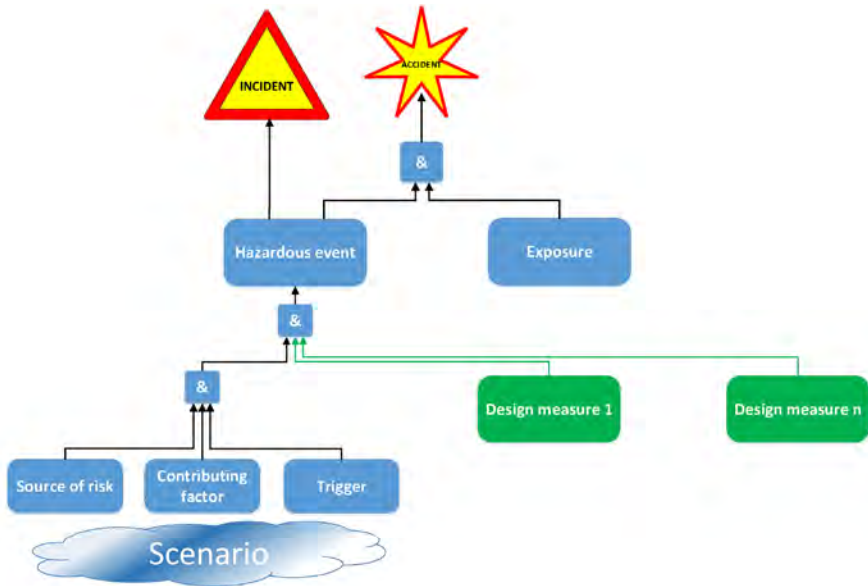 INCIDENT
ACCIDENT
&
Hazardous event
Exposure
&
&
Design measure 1
Design measure n
Source of risk
Contributing
factor
Trigger
Scenario